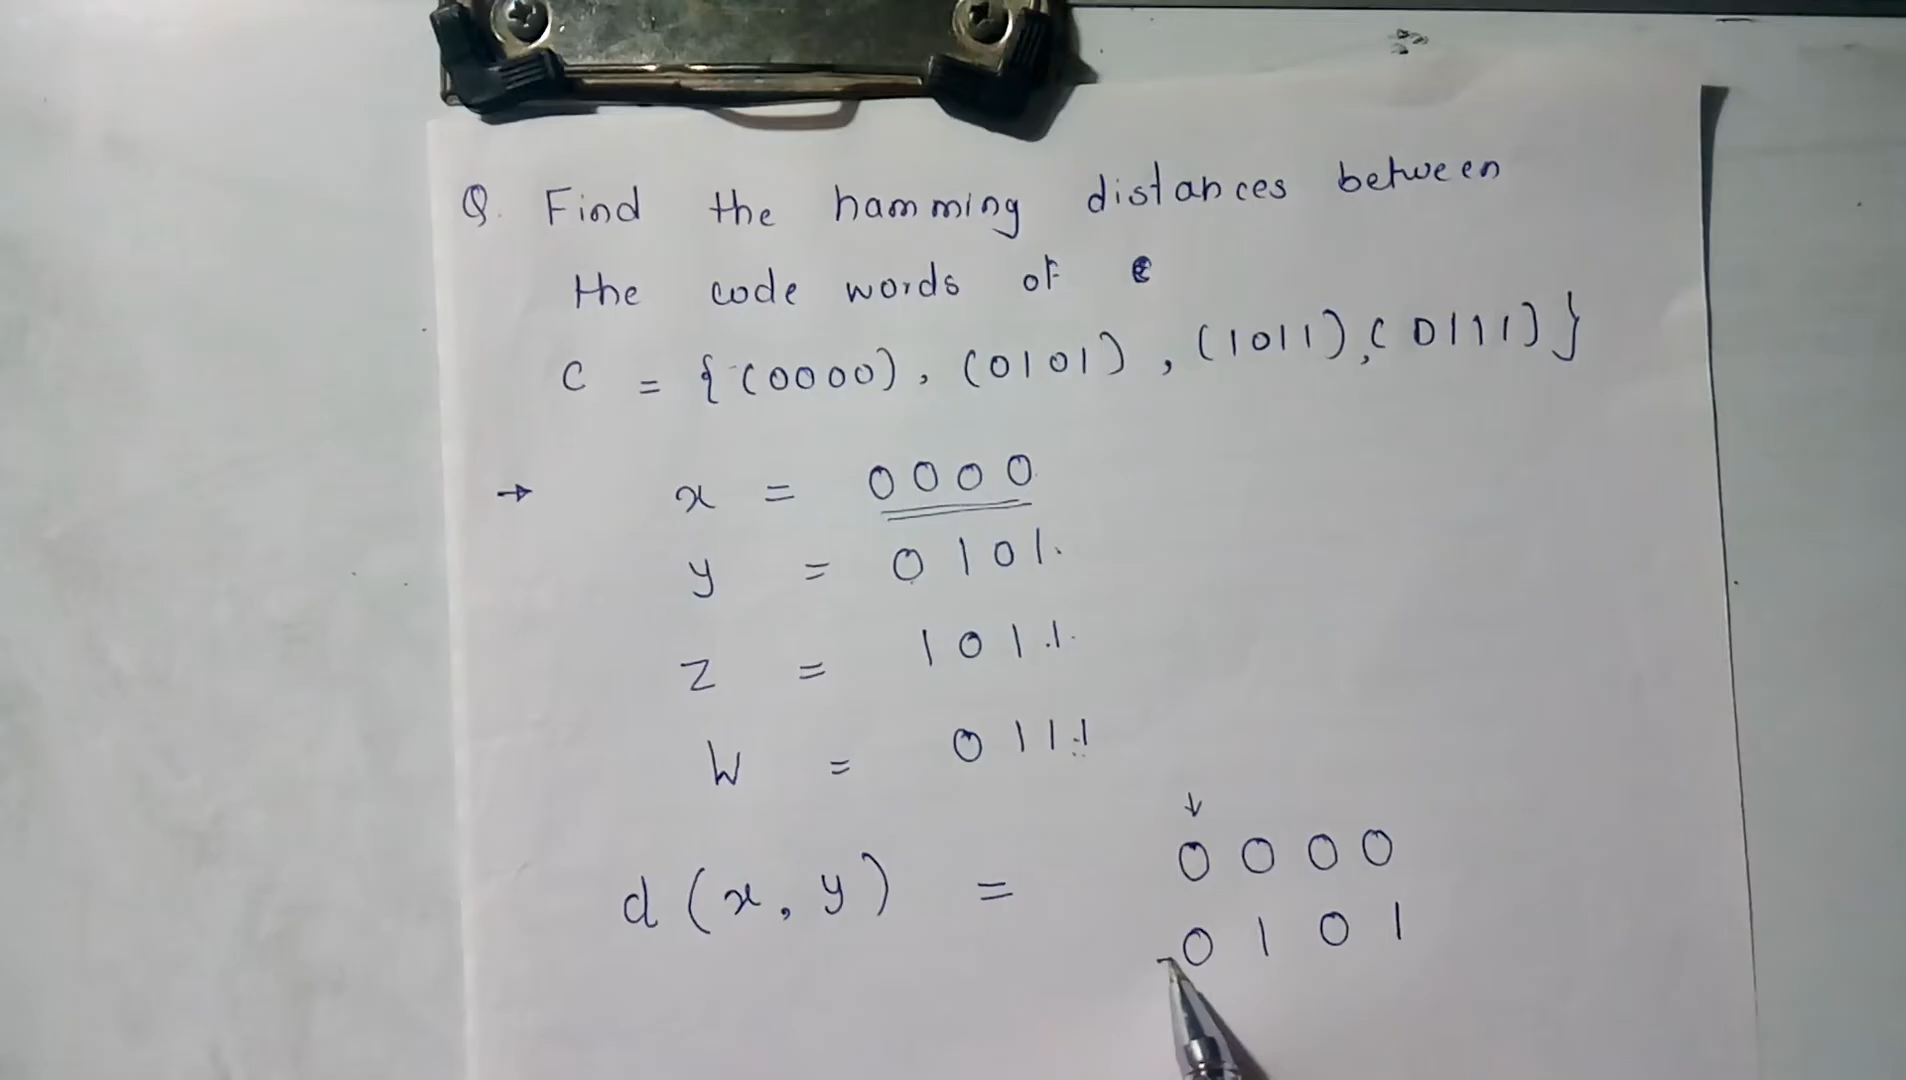 Q. Find the hamming distances between
the code words of c
C = {(0000), (0101), (1011), (0111)}
→ x = 0000
y = 0101.
z = 1011.
W = 0111
↓
d(x, y) = 0000
0101